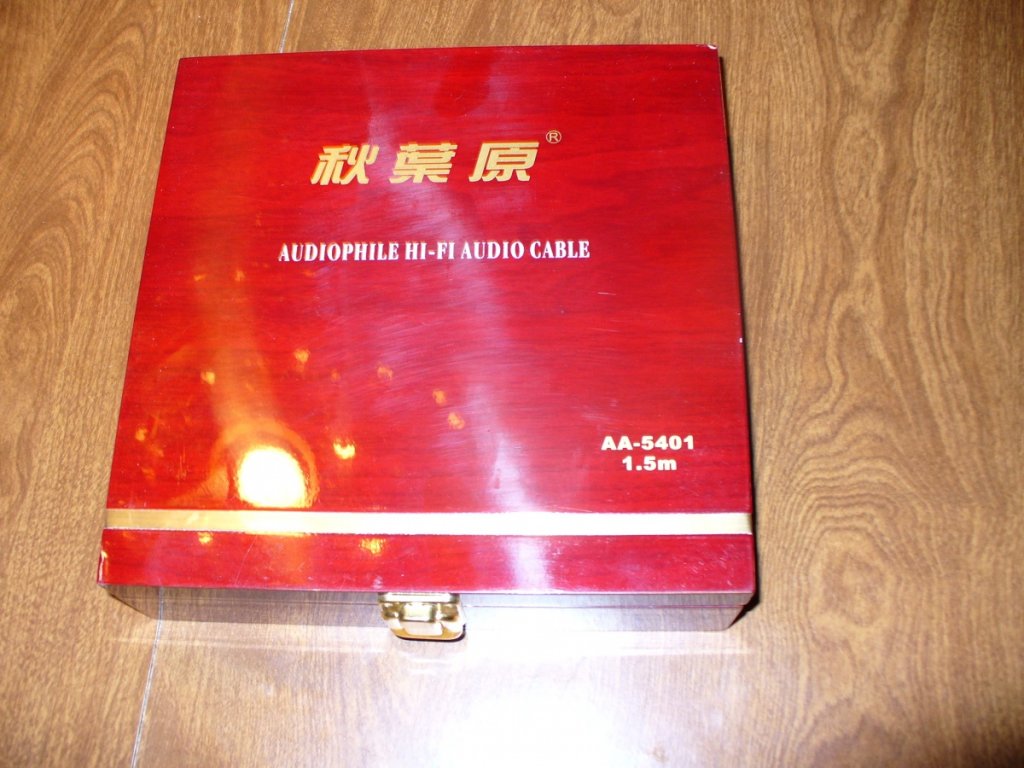 秋葉原®
AUDIOPHILE HI-FI AUDIO CABLE
AA-5401
1.5m